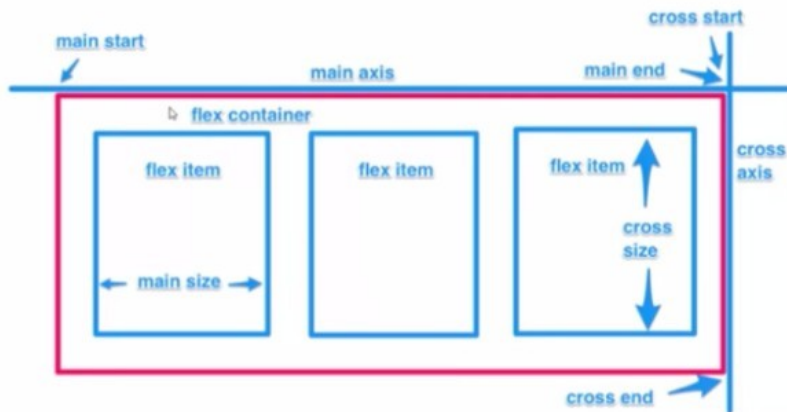 cross start
main start
main axis
main end
flex container
cross
axis
flex item
flex item
flex item
cross
size
main size
cross end